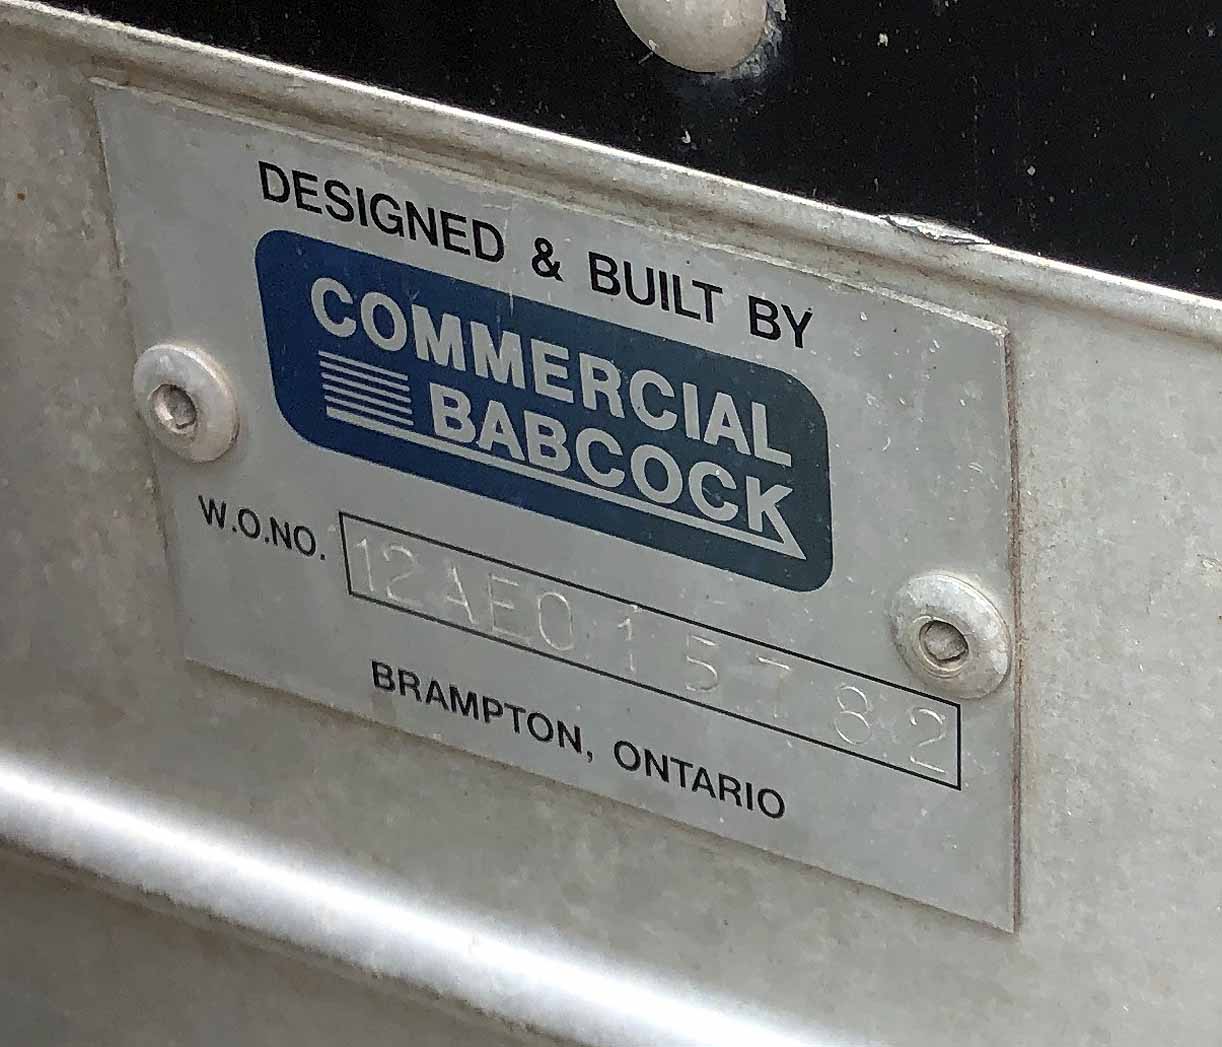 DESIGNED & BUILT BY
COMMERCIAL
BABCOCK
W.O.NO. 12AE015782
BRAMPTON, ONTARIO